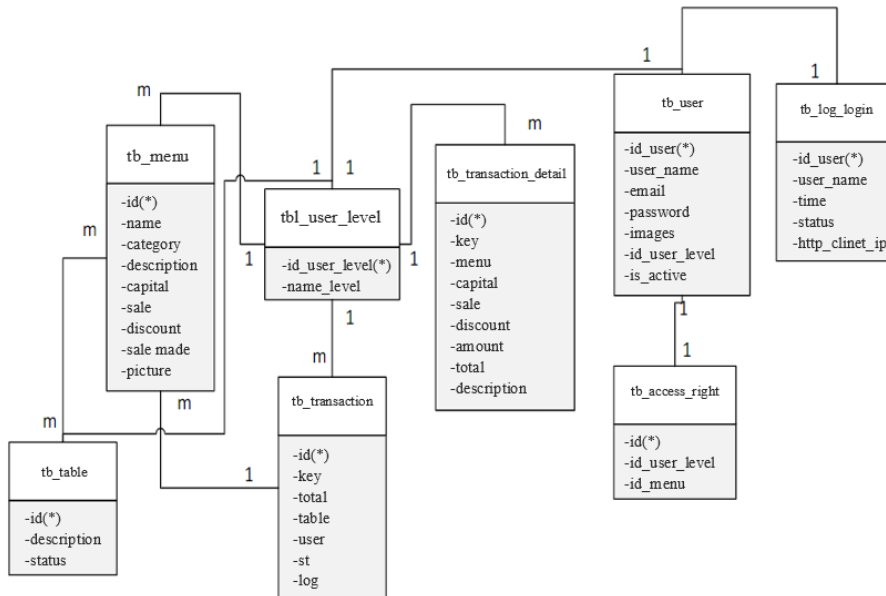 1
1
m
1
tb_user
tb_log_login
m
tb_menu
1
1
tb_transaction_detail
-id_user(*)
-user_name
-email
-password
-images
-id_user_level
-is_active
-id_user(*)
-user_name
-time
-status
-http_clinet_ip
-id(*)
-name
-category
-description
-capital
-sale
-discount
-sale made
-picture
m
tbl_user_level
-id_user_level(*)
-name_level
1
1
1
-id(*)
-key
-menu
-capital
-sale
-discount
-amount
-total
-description
1
1
m
m
tb_transaction
tb_access_right
m
tb_table
-id(*)
-description
-status
1
-id(*)
-key
-total
-table
-user
-st
-log
-id(*)
-id_user_level
-id_menu